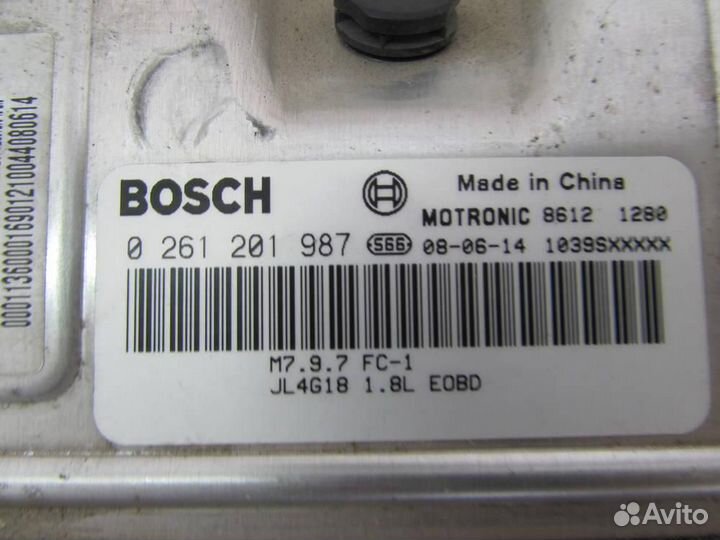 BOSCH
Made in China
MOTRONIC 8612 1280
0 261 201 987 S66 08-06-14 1039SXXXXX
M7.9.7 FC-1
JL4G18 1.8L EOBD
000113600016901210044080614
Avito